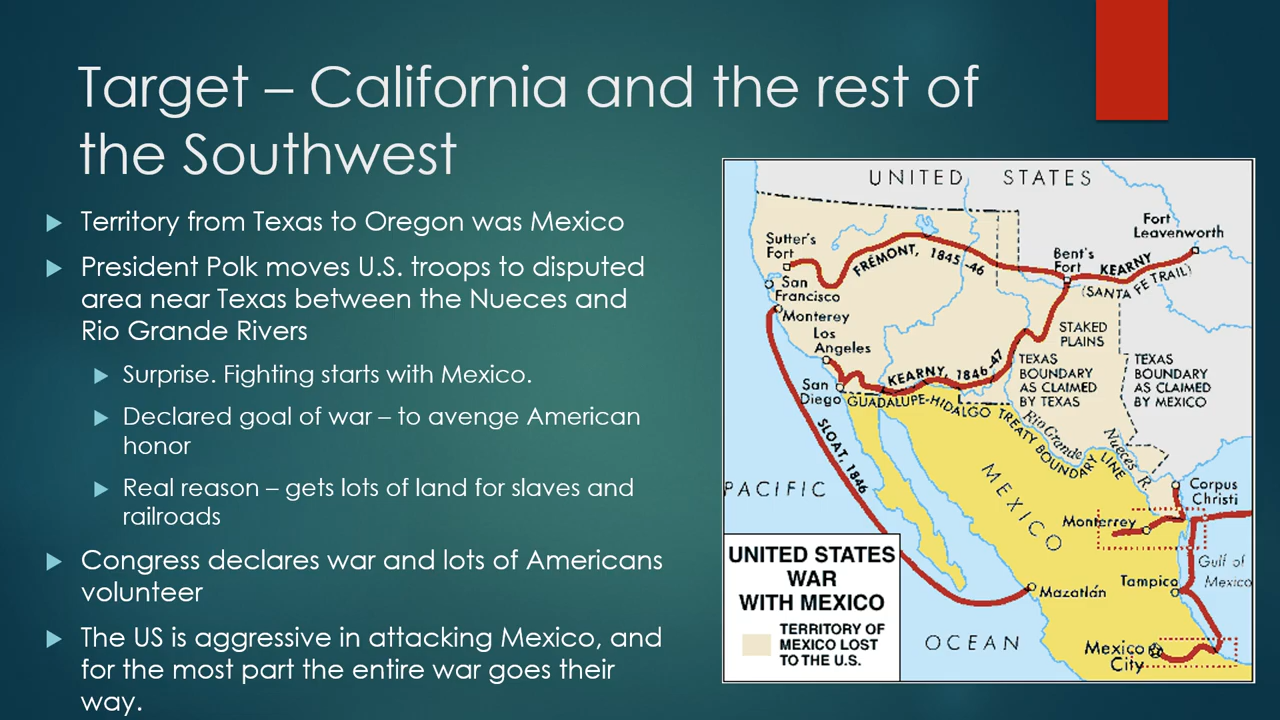 Target – California and the rest of
the Southwest
Territory from Texas to Oregon was Mexico
President Polk moves U.S. troops to disputed
area near Texas between the Nueces and
Rio Grande Rivers
Surprise. Fighting starts with Mexico.
Declared goal of war – to avenge American
honor
Real reason – gets lots of land for slaves and
railroads
Congress declares war and lots of Americans
volunteer
The US is aggressive in attacking Mexico, and
for the most part the entire war goes their
way.
UNITED STATES
Fort
Leavenworth
Sutter's
Fort
FRÉMONT, 1845-46
Bent's
Fort
KEARNY
(SANTA FE TRAIL)
San
Francisco
Monterey
Los
Angeles
STAKED
PLAINS
KEARNY, 1846-47
TEXAS
BOUNDARY
AS CLAIMED
BY TEXAS
TEXAS
BOUNDARY
AS CLAIMED
BY MEXICO
San
Diego
GUADALUPE-HIDALGO TREATY BOUNDARY LINE
Rio Grande
Nueces R.
SLOAT, 1846
MEXICO
PACIFIC
Corpus
Christi
Monterrey
Gulf of
Mexico
Tampico
Mazatlán
OCEAN
Mexico
City
UNITED STATES
WAR
WITH MEXICO
TERRITORY OF
MEXICO LOST
TO THE U.S.